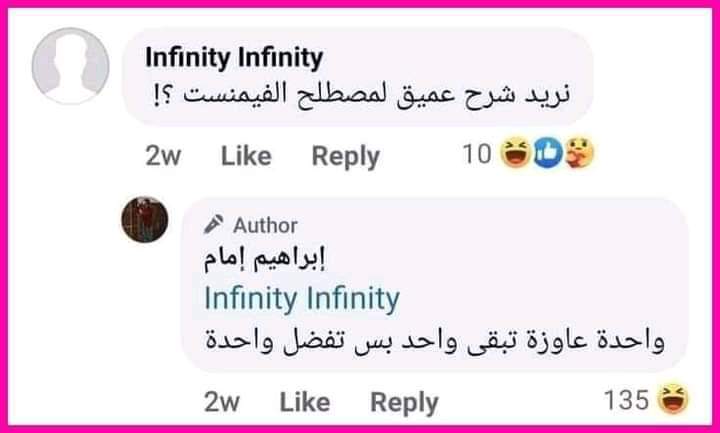 Infinity Infinity
نريد شرح عميق لمصطلح الفيمنست ؟!
2w Like Reply 10
Author
إبراهيم إمام
Infinity Infinity
واحدة عاوزة تبقى واحد بس تفضل واحدة
2w Like Reply 135